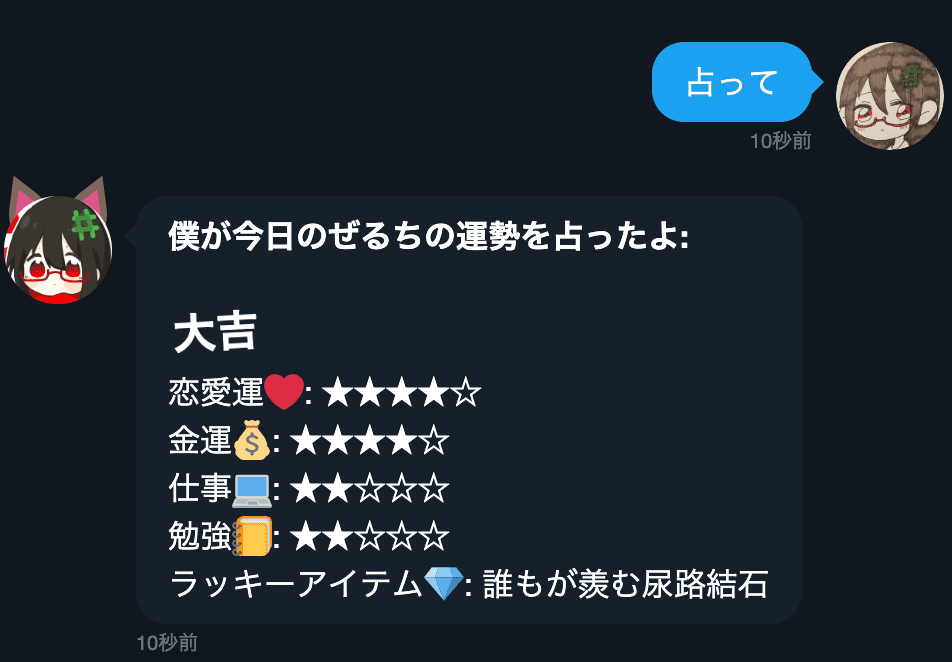 占って
10秒前
僕が今日のぜるちの運勢を占ったよ:
大吉
恋愛運❤️: ★★★★☆
金運💰: ★★★★☆
仕事💻: ★★☆☆☆
勉強📒: ★★☆☆☆
ラッキーアイテム💎: 誰もが羨む尿路結石
10秒前